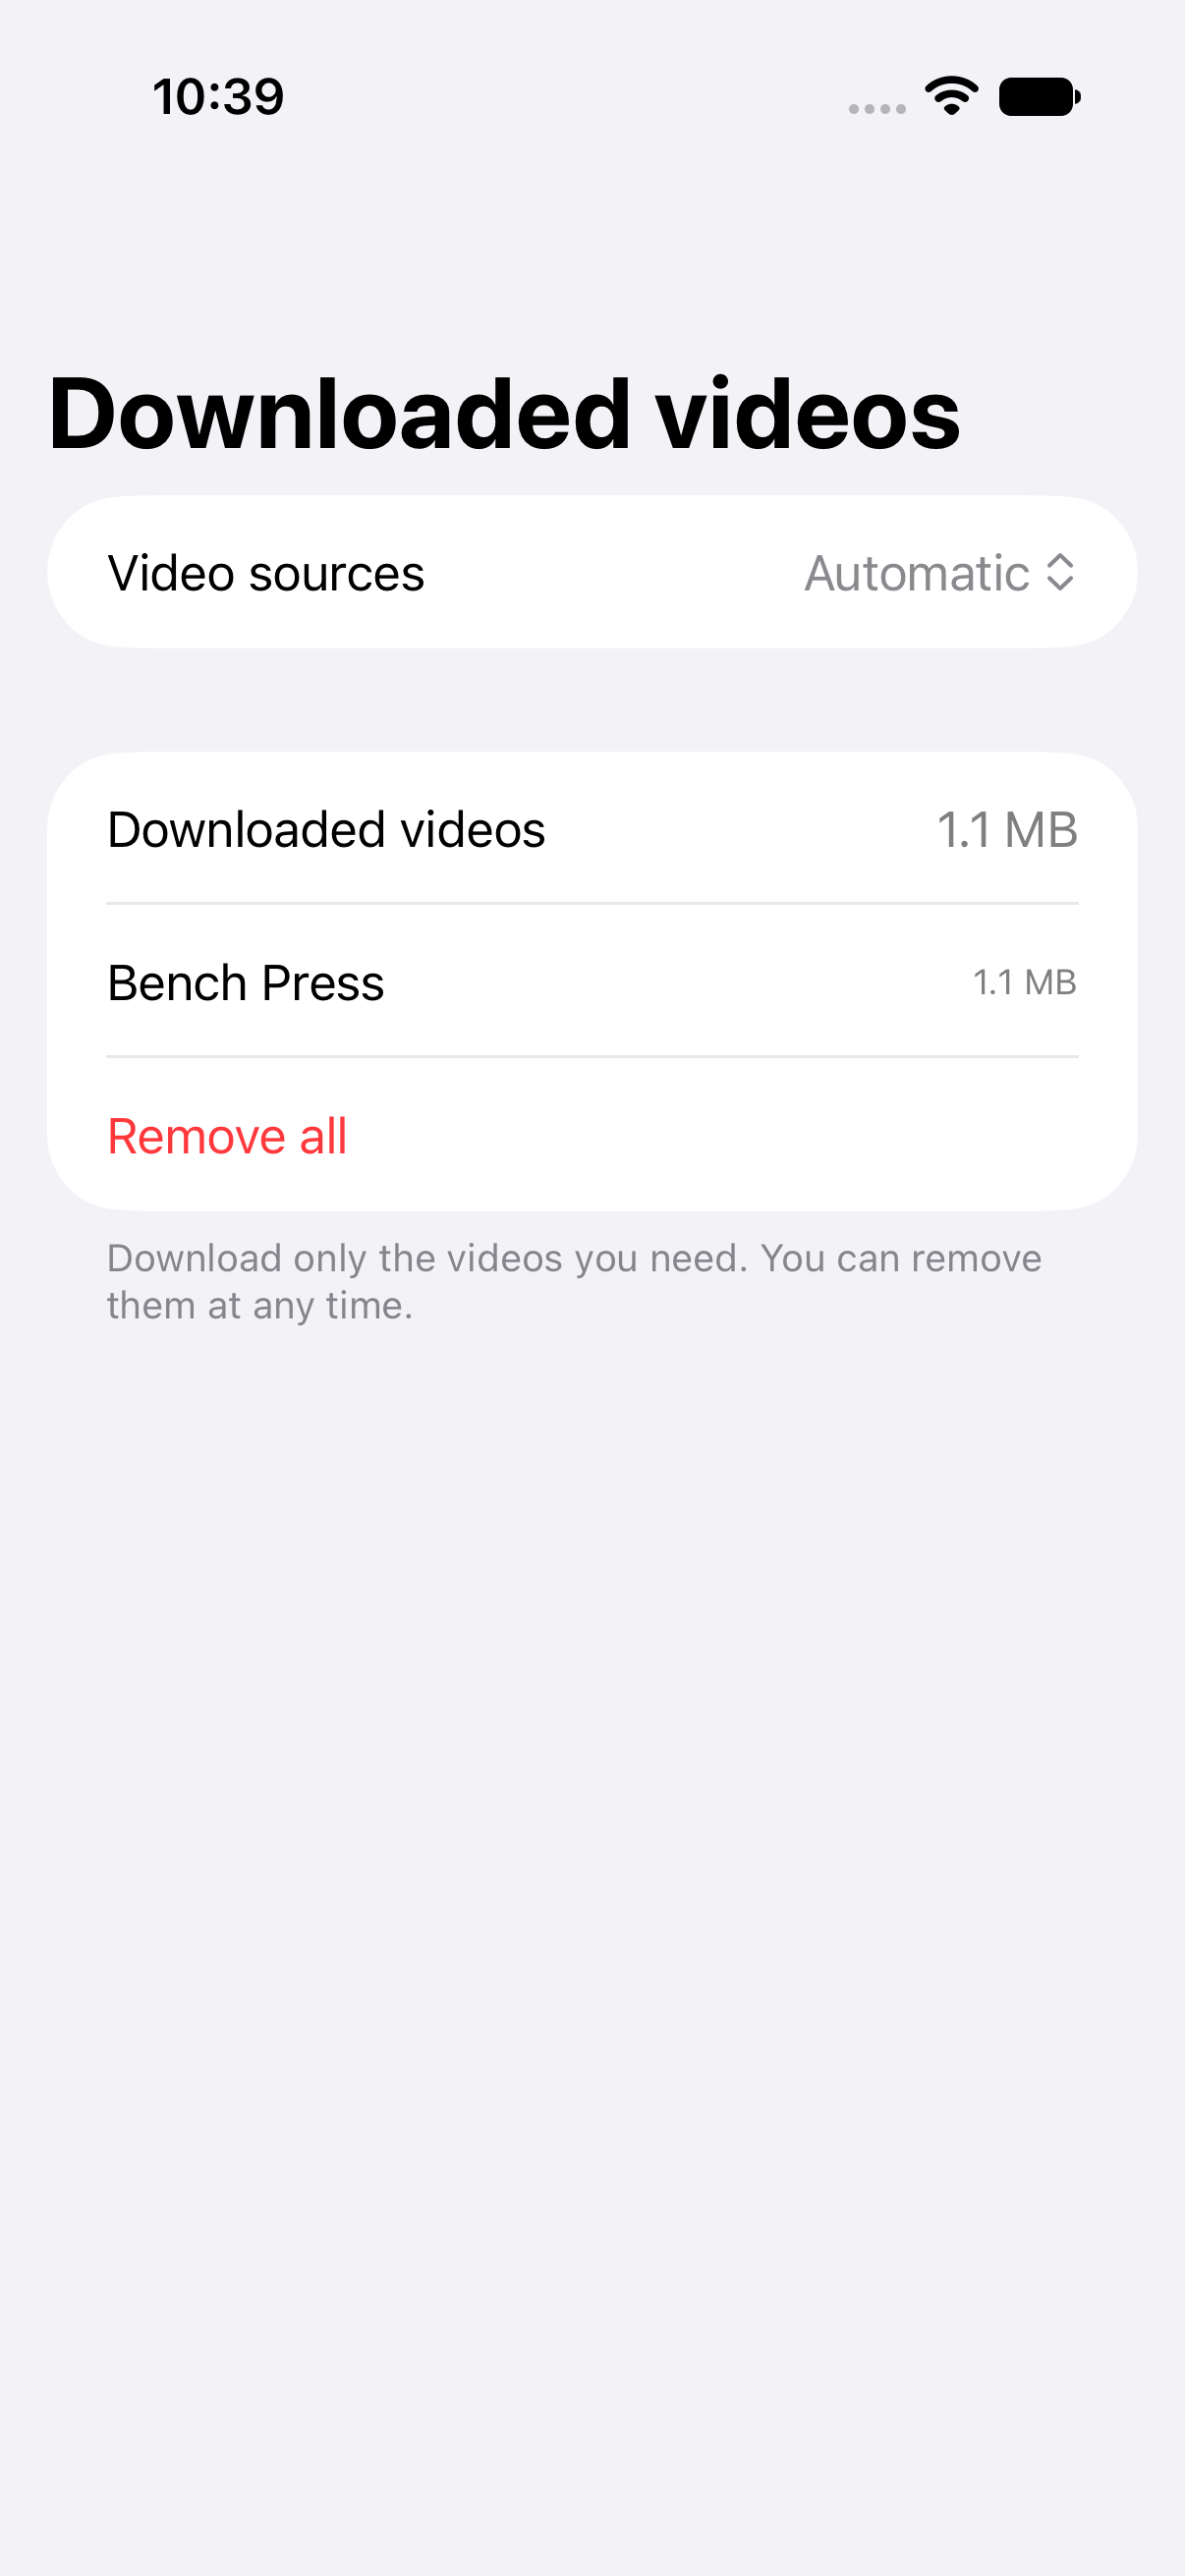 10:39
Downloaded videos
Video sources Automatic
Downloaded videos 1.1 MB
Bench Press 1.1 MB
Remove all
Download only the videos you need. You can remove
them at any time.